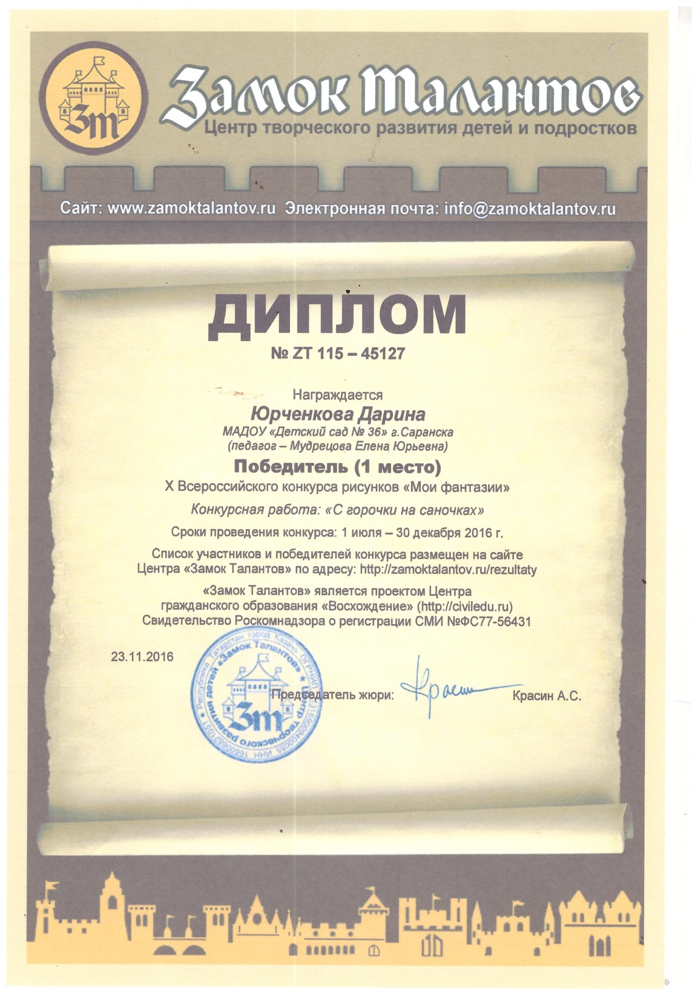 Зт
Замок Талантов
Центр творческого развития детей и подростков
Сайт: www.zamoktalantov.ru Электронная почта: info@zamoktalantov.ru
ДИПЛОМ
№ ZT 115 – 45127
Награждается
Юрченкова Дарина
МАДОУ «Детский сад № 36» г.Саранска
(педагог – Мудрецова Елена Юрьевна)
Победитель (1 место)
X Всероссийского конкурса рисунков «Мои фантазии»
Конкурсная работа: «С горочки на саночках»
Сроки проведения конкурса: 1 июля – 30 декабря 2016 г.
Список участников и победителей конкурса размещен на сайте
Центра «Замок Талантов» по адресу: http://zamoktalantov.ru/rezultaty
«Замок Талантов» является проектом Центра
гражданского образования «Восхождение» (http://civiledu.ru)
Свидетельство Роскомнадзора о регистрации СМИ №ФС77-56431
23.11.2016
Республика Татарстан город Казань ОГРНИП ИНН
«Замок Талантов» ★ Центр творческого развития детей
Зт
Председатель жюри: Красин Красин А.С.